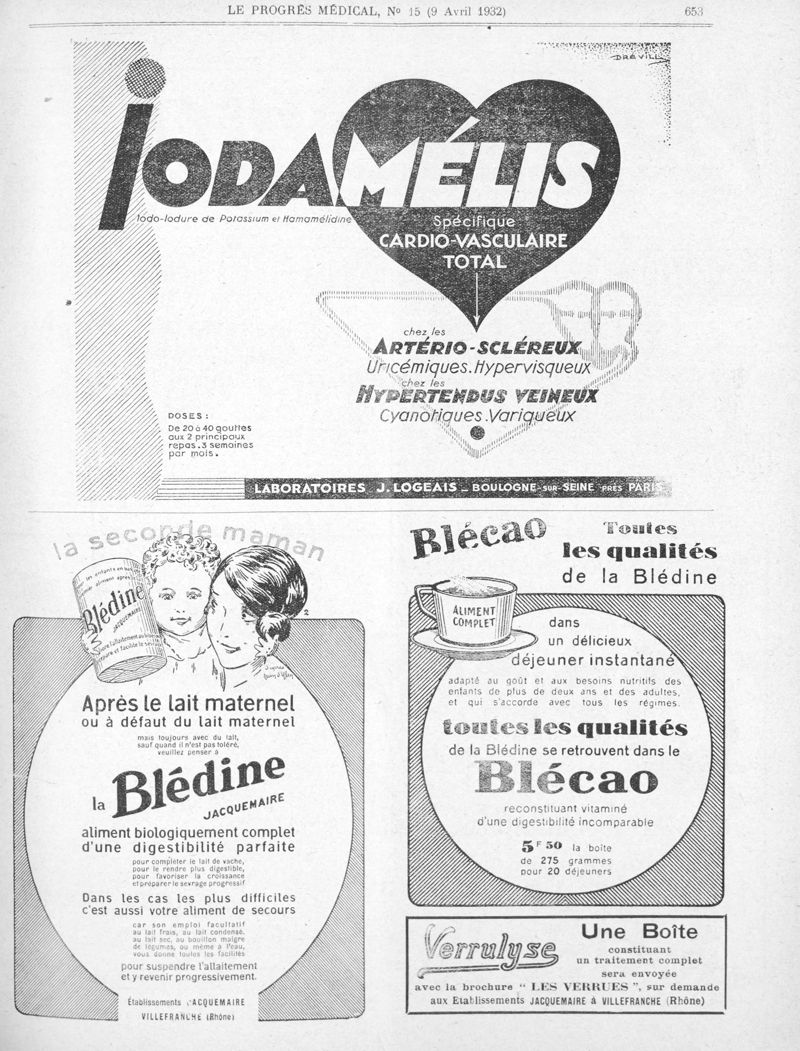 LE PROGRÈS MÉDICAL, No 15 (9 Avril 1932) 653
DRÉVILL
IODAMÉLIS
Iodo-Iodure de Potassium et Hamamélidine
Spécifique
CARDIO-VASCULAIRE
TOTAL
chez les
ARTÉRIO-SCLÉREUX
Uricémiques. Hypervisqueux
chez les
HYPERTENDUS VEINEUX
Cyanotiques. Variqueux
DOSES :
De 20 à 40 gouttes
aux 2 principaux
repas. 3 semaines
par mois.
LABORATOIRES J. LOGEAIS _ BOULOGNE-SUR-SEINE PRÈS PARIS
la seconde maman
Blédine
JACQUEMAIRE
2
Après le lait maternel
ou à défaut du lait maternel
mais toujours avec du lait,
sauf quand il n'est pas toléré,
veuillez penser à
la Blédine
JACQUEMAIRE
aliment biologiquement complet
d'une digestibilité parfaite
pour compléter le lait de vache,
pour le rendre plus digestible,
pour favoriser la croissance
et préparer le sevrage progressif
Dans les cas les plus difficiles
c'est aussi votre aliment de secours
car son emploi facultatif
au lait frais, au lait condensé,
au lait sec, au bouillon maigre
de légumes, ou même à l'eau,
vous donne toutes les facilités
pour suspendre l'allaitement
et y revenir progressivement.
Établissements JACQUEMAIRE
VILLEFRANCHE (Rhône)
Blécao
Toutes
les qualités
de la Blédine
ALIMENT
COMPLET
dans
un délicieux
déjeuner instantané
adapté au goût et aux besoins nutritifs des
enfants de plus de deux ans et des adultes,
et qui s'accorde avec tous les régimes.
toutes les qualités
de la Blédine se retrouvent dans le
Blécao
reconstituant vitaminé
d'une digestibilité incomparable
5F50 la boîte
de 275 grammes
pour 20 déjeuners
Verrulyse
Une Boîte
constituant
un traitement complet
sera envoyée
avec la brochure " LES VERRUES ", sur demande
aux Etablissements JACQUEMAIRE à VILLEFRANCHE (Rhône)